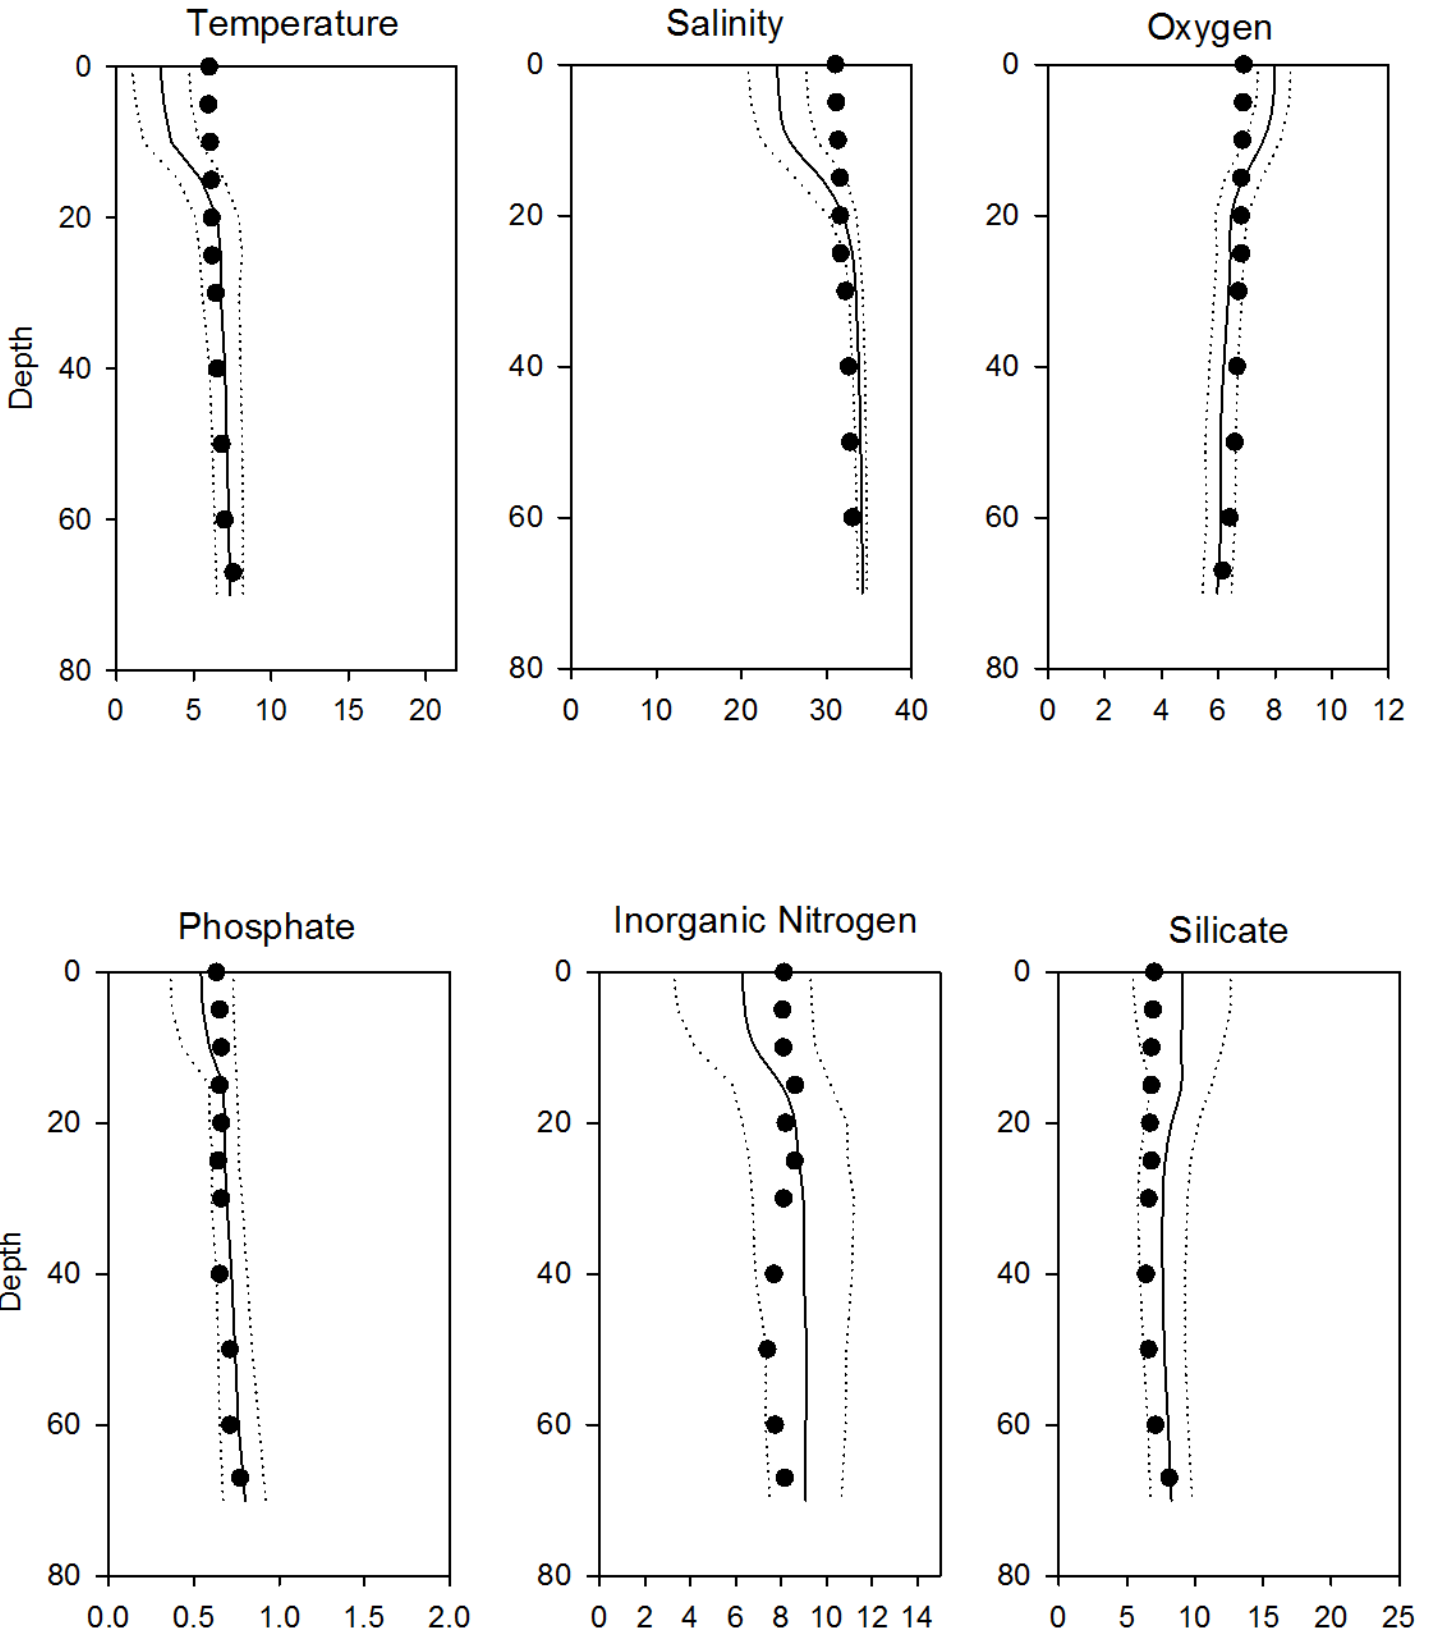 Temperature Salinity Oxygen
0 0 0
20 20 20
Depth
40 40 40
60 60 60
80 80 80
0 5 10 15 20 0 10 20 30 40 0 2 4 6 8 10 12
Phosphate Inorganic Nitrogen Silicate
0 0 0
20 20 20
Depth
40 40 40
60 60 60
80 80 80
0.0 0.5 1.0 1.5 2.0 0 2 4 6 8 10 12 14 0 5 10 15 20 25